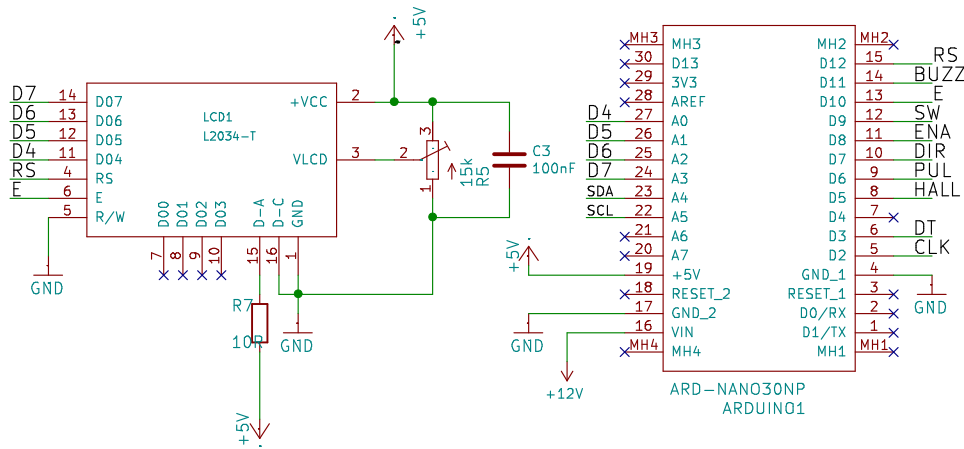 +5V
D7 14 D07
D6 13 D06
D5 12 D05
D4 11 D04
RS 4 RS
E 6 E
5 R/W
GND
LCD1
L2034-T
+VCC 2
VLCD 3
D00 D01 D02 D03 D-A D-C GND
7 8 9 10 15 16 1
3
2
1
15k
R5
C3
100nF
R7
10R
GND
+5V
MH3 MH3
30 D13
29 3V3
28 AREF
D4 27 A0
D5 26 A1
D6 25 A2
D7 24 A3
SDA 23 A4
SCL 22 A5
21 A6
20 A7
+5V 19 +5V
18 RESET_2
GND 17 GND_2
16 VIN
+12V
MH4 MH4
MH2 MH2
D12 15 RS
D11 14 BUZZ
D10 13 E
D9 12 SW
D8 11 ENA
D7 10 DIR
D6 9 PUL
D5 8 HALL
D4 7
D3 6 DT
D2 5 CLK
GND_1 4 GND
RESET_1 3
D0/RX 2
D1/TX 1
MH1 MH1
ARD-NANO30NP
ARDUINO1